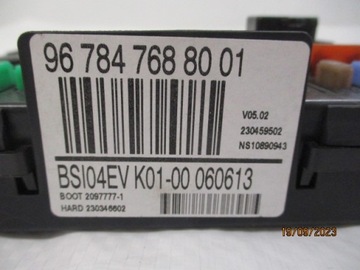 96 784 768 80 01
V05.02
230459502
NS10890943
BSI04EV K01-00 060613
BOOT 2097777-1
HARD 230346602
19/09/2023